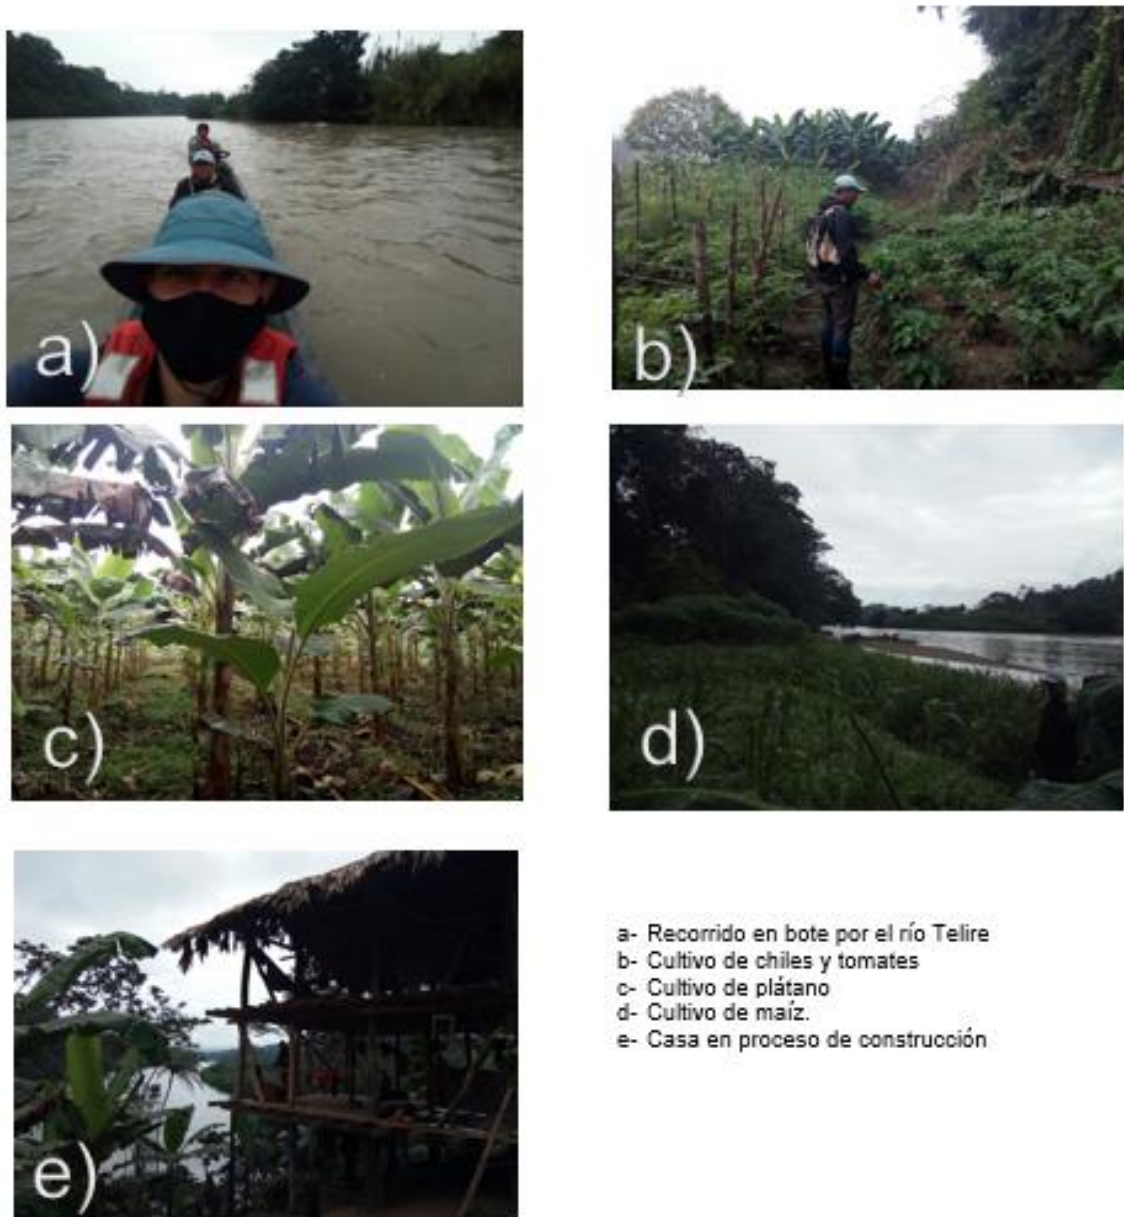 a)
b)
c)
d)
e)
a- Recorrido en bote por el río Telire
b- Cultivo de chiles y tomates
c- Cultivo de plátano
d- Cultivo de maíz.
e- Casa en proceso de construcción